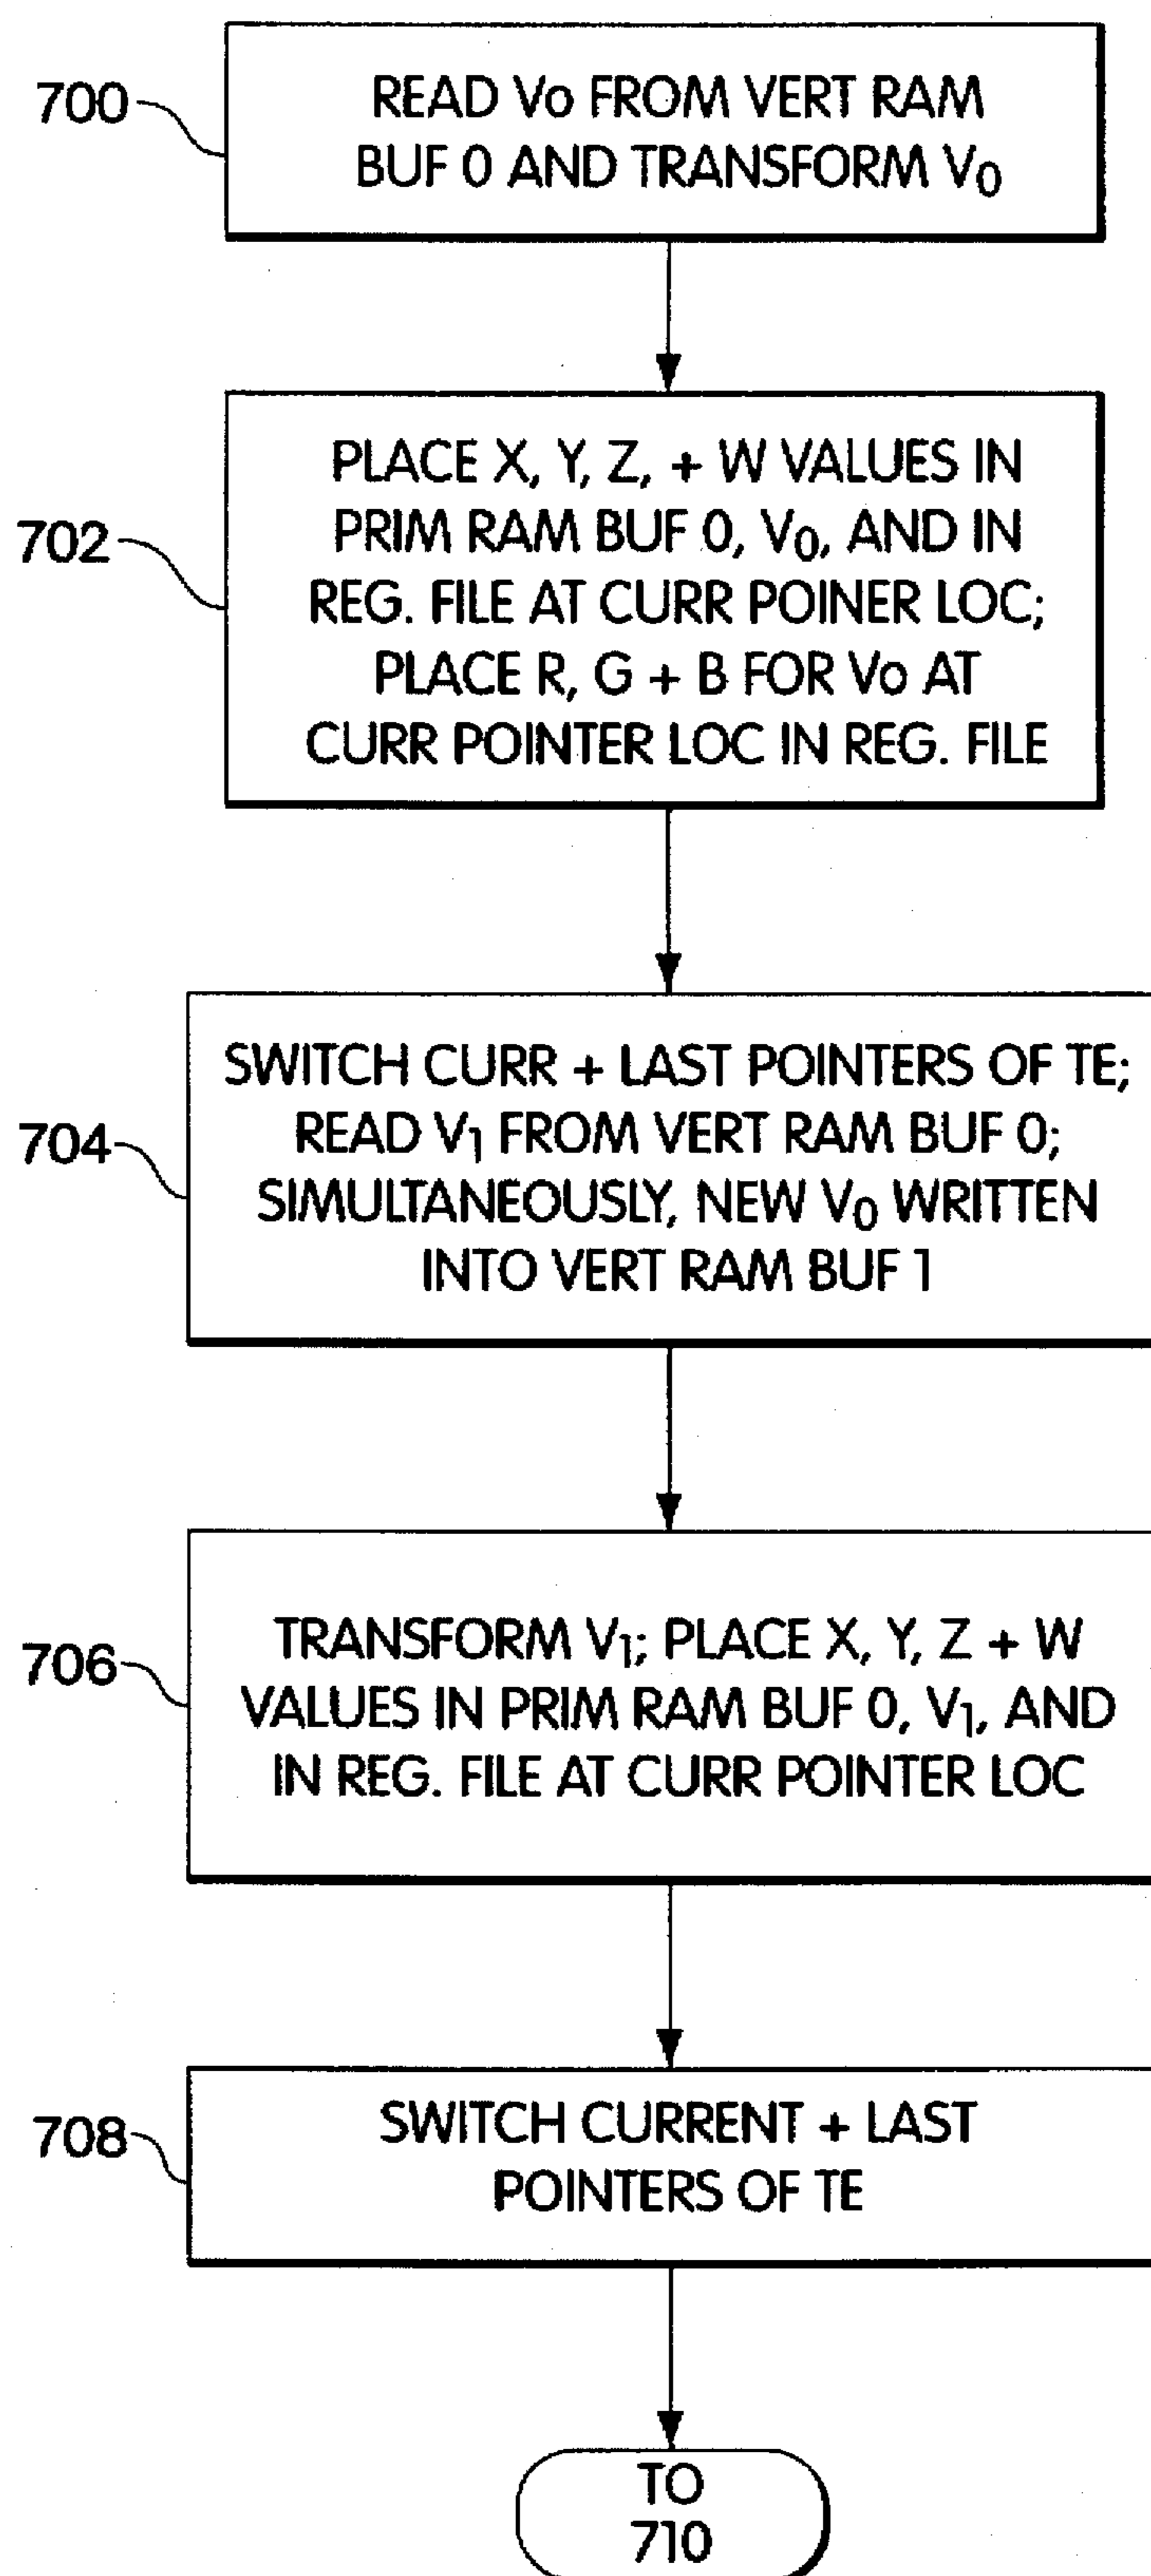 700
READ Vo FROM VERT RAM
BUF 0 AND TRANSFORM V0
702
PLACE X, Y, Z, + W VALUES IN
PRIM RAM BUF 0, V0, AND IN
REG. FILE AT CURR POINER LOC;
PLACE R, G + B FOR Vo AT
CURR POINTER LOC IN REG. FILE
704
SWITCH CURR + LAST POINTERS OF TE;
READ V1 FROM VERT RAM BUF 0;
SIMULTANEOUSLY, NEW V0 WRITTEN
INTO VERT RAM BUF 1
706
TRANSFORM V1; PLACE X, Y, Z + W
VALUES IN PRIM RAM BUF 0, V1, AND
IN REG. FILE AT CURR POINTER LOC
708
SWITCH CURRENT + LAST
POINTERS OF TE
TO
710